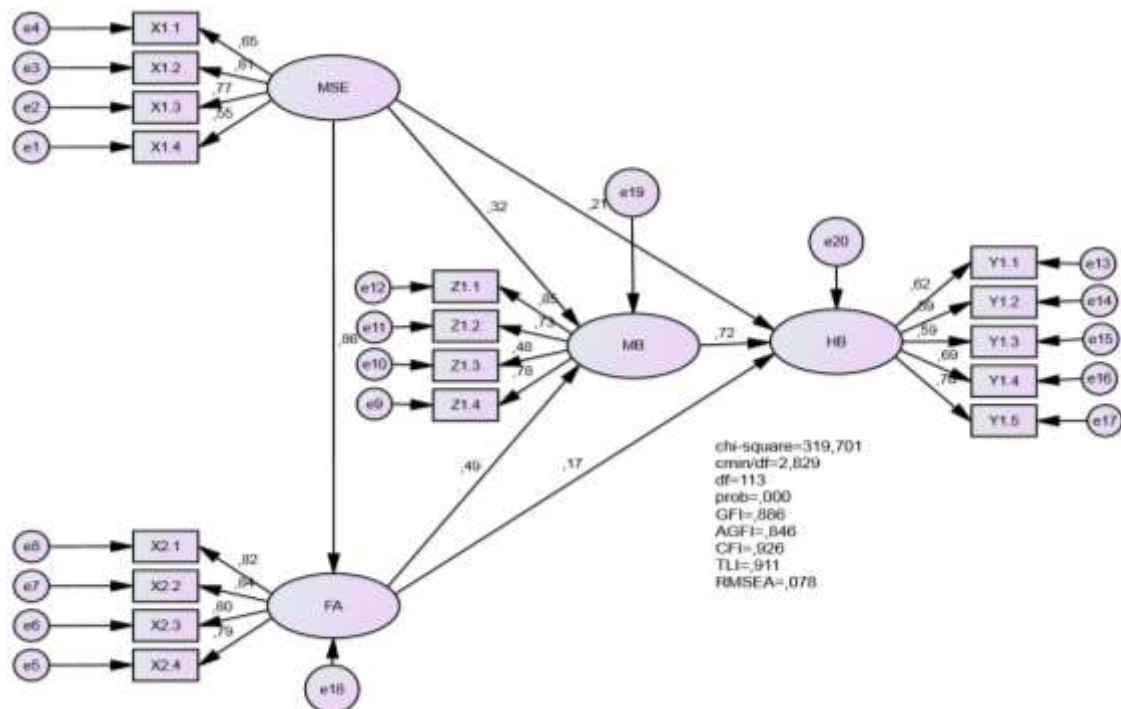 e4
X1.1
,65
e3
X1.2
,81
e2
X1.3
,77
e1
X1.4
,55
MSE
e19
,32
,21
e20
e12
Z1.1
,85
e11
Z1.2
,73
e10
Z1.3
,48
e9
Z1.4
,78
MB
,72
HB
,62
Y1.1
e13
Y1.2
e14
,59
Y1.3
e15
,69
Y1.4
e16
Y1.5
e17
,49
,17
chi-square=319,701
cmin/df=2,829
df=113
prob=,000
GFI=,886
AGFI=,846
CFI=,926
TLI=,911
RMSEA=,078
X2.1
,82
e7
X2.2
,84
e6
X2.3
,80
e5
X2.4
,79
FA
e18